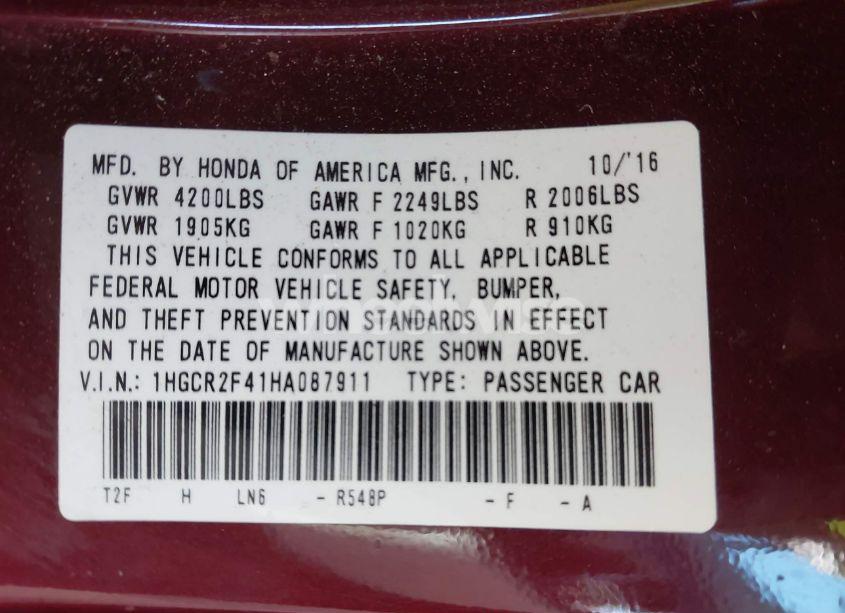 MFD. BY HONDA OF AMERICA MFG., INC. 10/'16
GVWR 4200LBS GAWR F 2249LBS R 2006LBS
GVWR 1905KG GAWR F 1020KG R 910KG
THIS VEHICLE CONFORMS TO ALL APPLICABLE
FEDERAL MOTOR VEHICLE SAFETY, BUMPER,
AND THEFT PREVENTION STANDARDS IN EFFECT
ON THE DATE OF MANUFACTURE SHOWN ABOVE.
V.I.N.: 1HGCR2F41HA087911 TYPE: PASSENGER CAR
T2F H LN6 - R548P - F - A